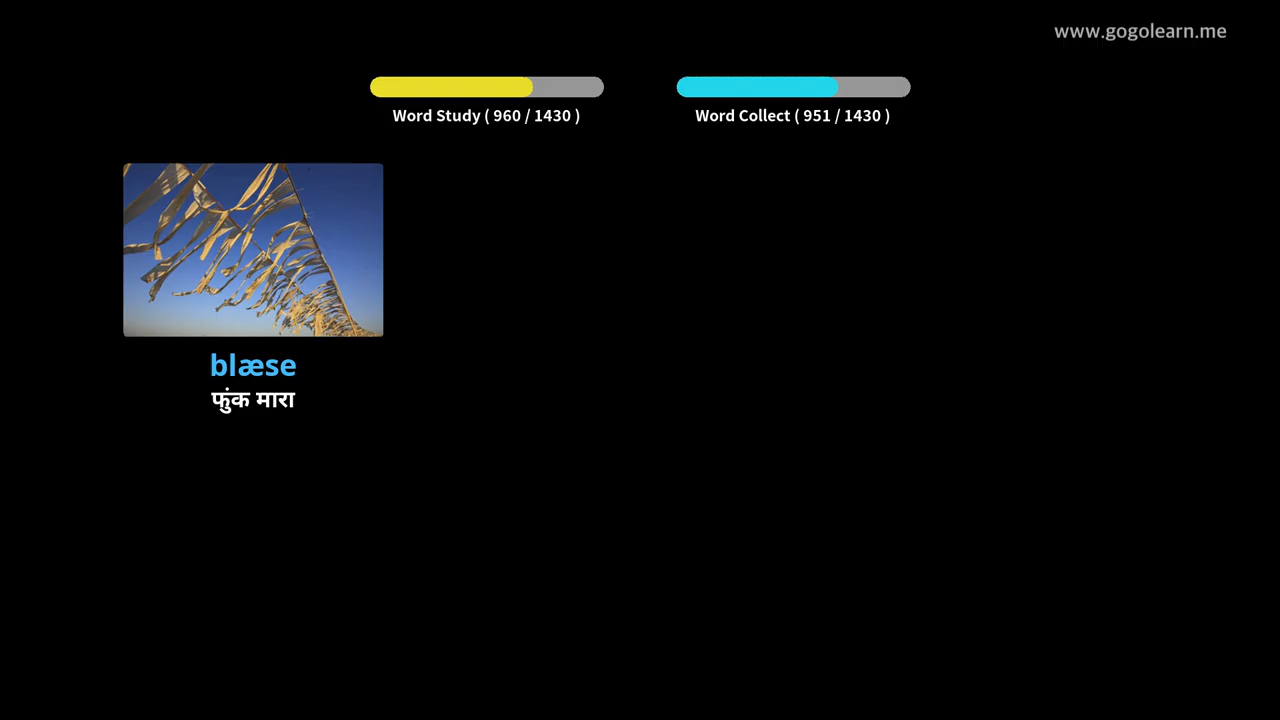 www.gogolearn.me
Word Study ( 960 / 1430 )
Word Collect ( 951 / 1430 )
blæse
फुंक मारा